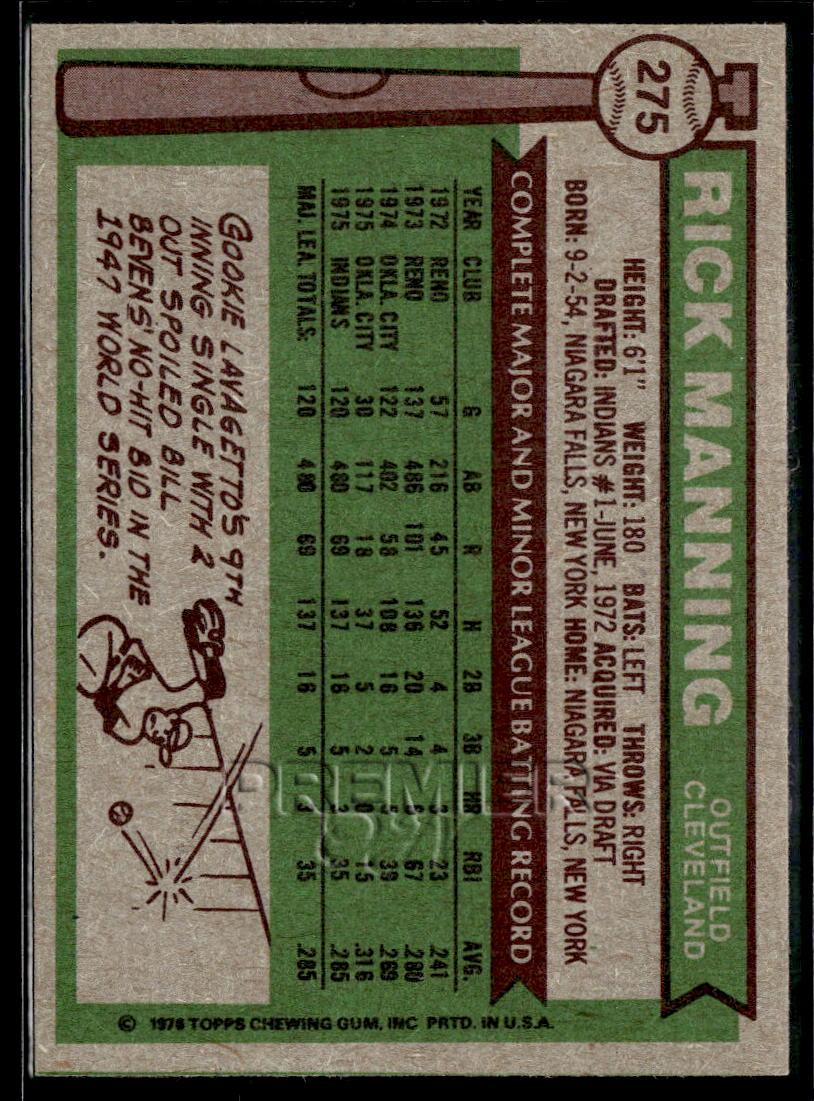 275
RICK MANNING
OUTFIELD
CLEVELAND
HEIGHT: 6'1" WEIGHT: 180 BATS: LEFT THROWS: RIGHT
DRAFTED: INDIANS #1-JUNE, 1972 ACQUIRED: VIA DRAFT
BORN: 9-2-54, NIAGARA FALLS, NEW YORK HOME: NIAGARA FALLS, NEW YORK
COMPLETE MAJOR AND MINOR LEAGUE BATTING RECORD
YEAR CLUB G AB R H 2B 3B HR RBI AVG.
1972 RENO 57 216 45 52 4 4 23 .241
1973 RENO 137 486 101 136 20 14 67 .280
1974 OKLA. CITY 122 402 58 108 16 5 39 .269
1975 OKLA. CITY 30 117 18 37 5 2 0 15 .316
1975 INDIANS 120 480 69 137 16 5 3 35 .285
MAJ. LEA. TOTALS: 120 480 69 137 16 5 3 35 .285
COOKIE LAVAGETTO'S 9TH
INNING SINGLE WITH 2
OUT SPOILED BILL
BEVENS' NO-HIT BID IN THE
1947 WORLD SERIES.
© 1976 TOPPS CHEWING GUM, INC PRTD. IN U.S.A.
PREMIER